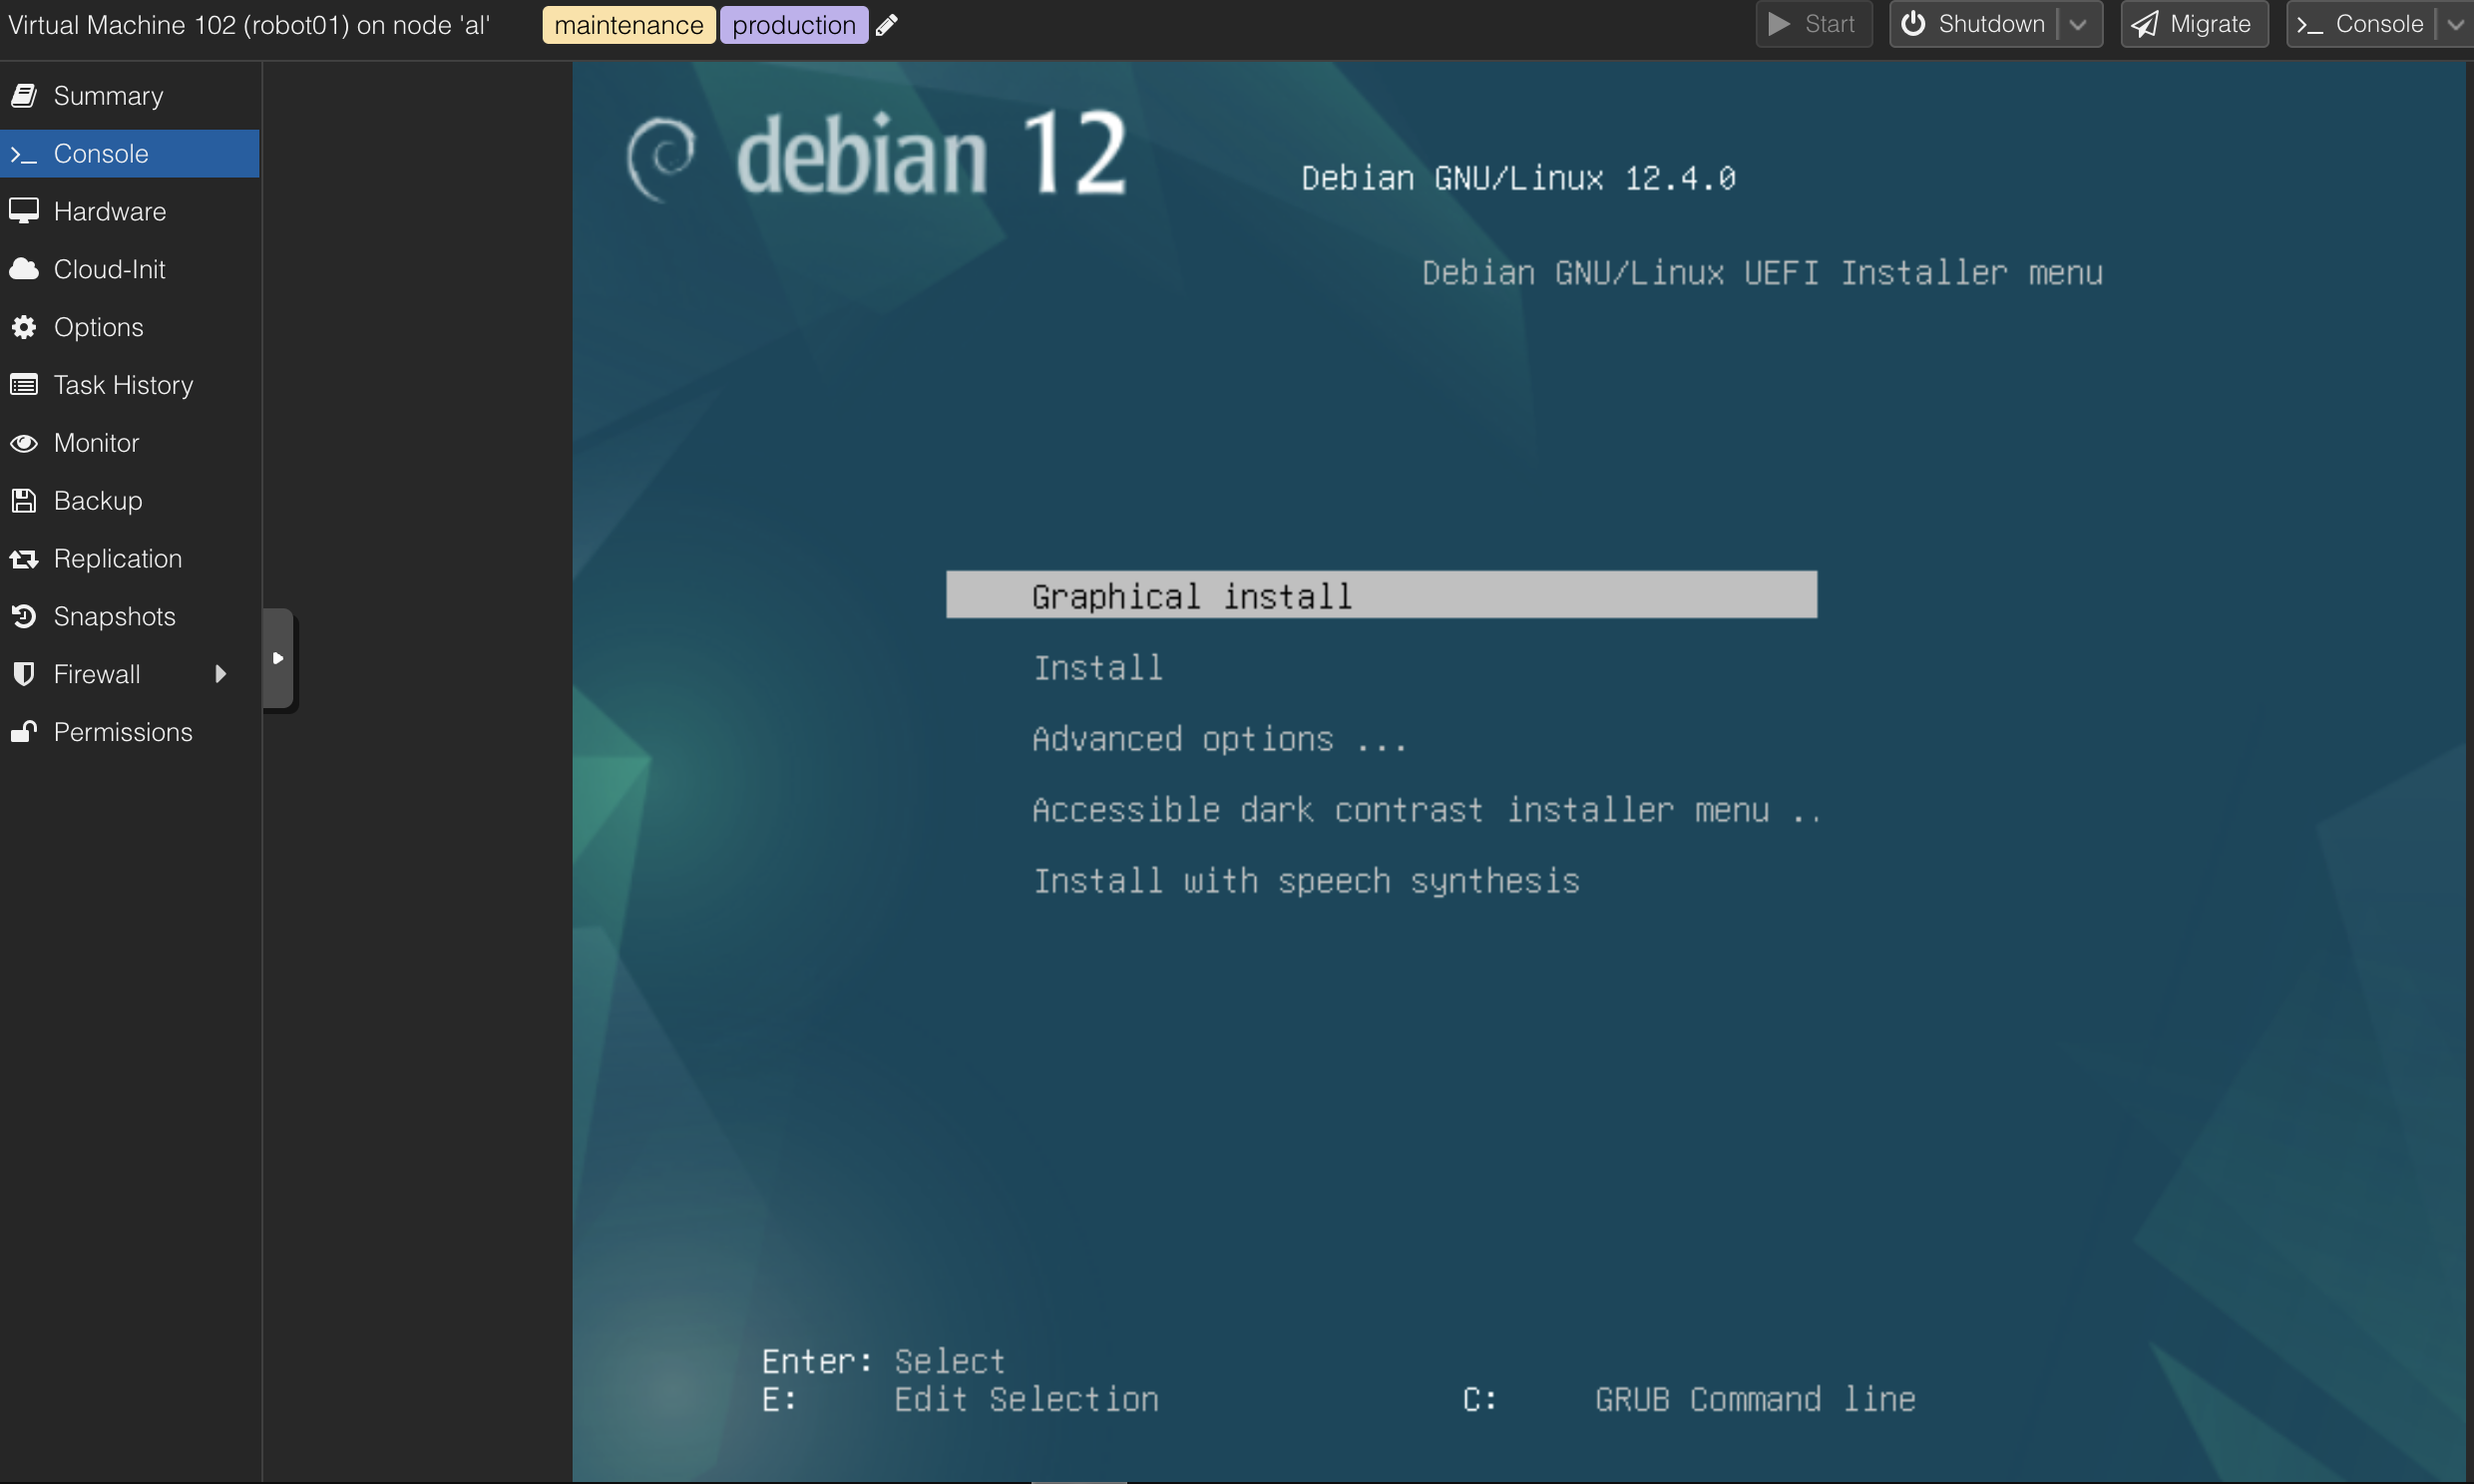 Virtual Machine 102 (robot01) on node 'al' maintenance production Start Shutdown Migrate Console
Summary
Console
Hardware
Cloud-Init
Options
Task History
Monitor
Backup
Replication
Snapshots
Firewall
Permissions
debian 12
Debian GNU/Linux 12.4.0
Debian GNU/Linux UEFI Installer menu
Graphical install
Install
Advanced options ...
Accessible dark contrast installer menu ..
Install with speech synthesis
Enter: Select
E: Edit Selection C: GRUB Command line